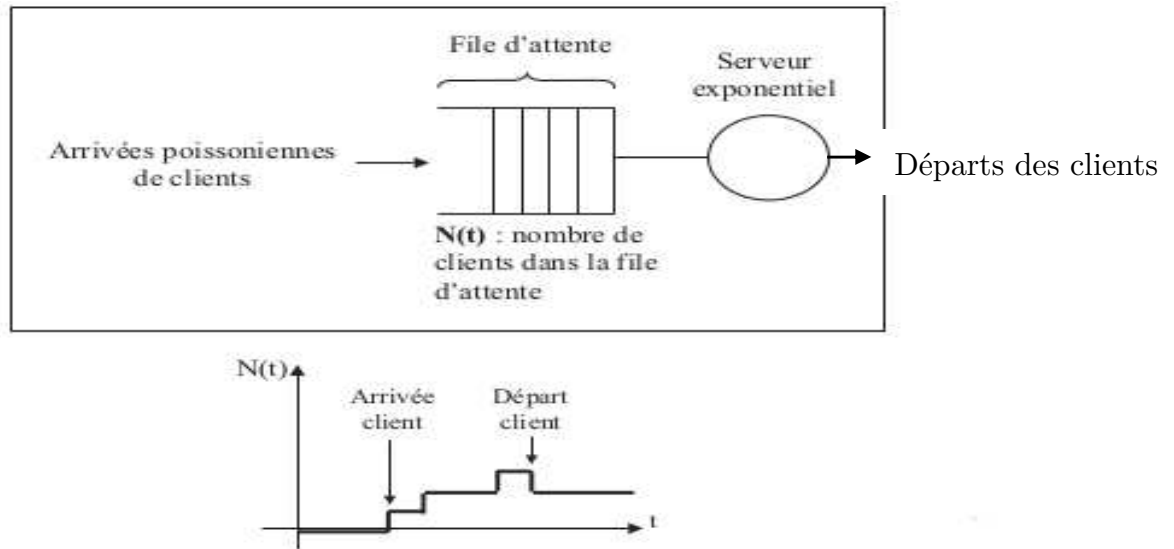 File d'attente
Serveur
exponentiel
Arrivées poissoniennes
de clients
Départs des clients
N(t) : nombre de
clients dans la file
d'attente
N(t)
Arrivée
client
Départ
client
t